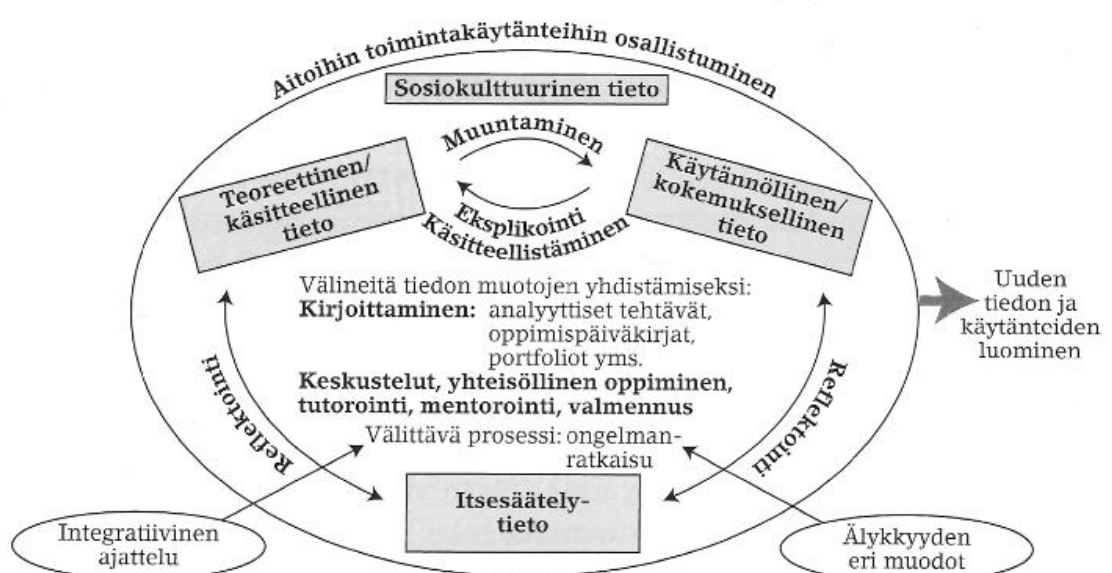 Aitoihin toimintakäytänteihin osallistuminen
Sosiokulttuurinen tieto
Muuntaminen
Teoreettinen/
käsitteellinen
tieto
Käytännöllinen/
kokemuksellinen
tieto
Eksplikointi
Käsitteellistäminen
Välineitä tiedon muotojen yhdistämiseksi:
Kirjoittaminen: analyyttiset tehtävät,
oppimispäiväkirjat,
portfoliot yms.
Keskustelut, yhteisöllinen oppiminen,
tutorointi, mentorointi, valmennus
Välittävä prosessi: ongelman-
ratkaisu
Reflektointi
Reflektointi
Uuden
tiedon ja
käytänteiden
luominen
Itsesäätely-
tieto
Integratiivinen
ajattelu
Älykkyyden
eri muodot